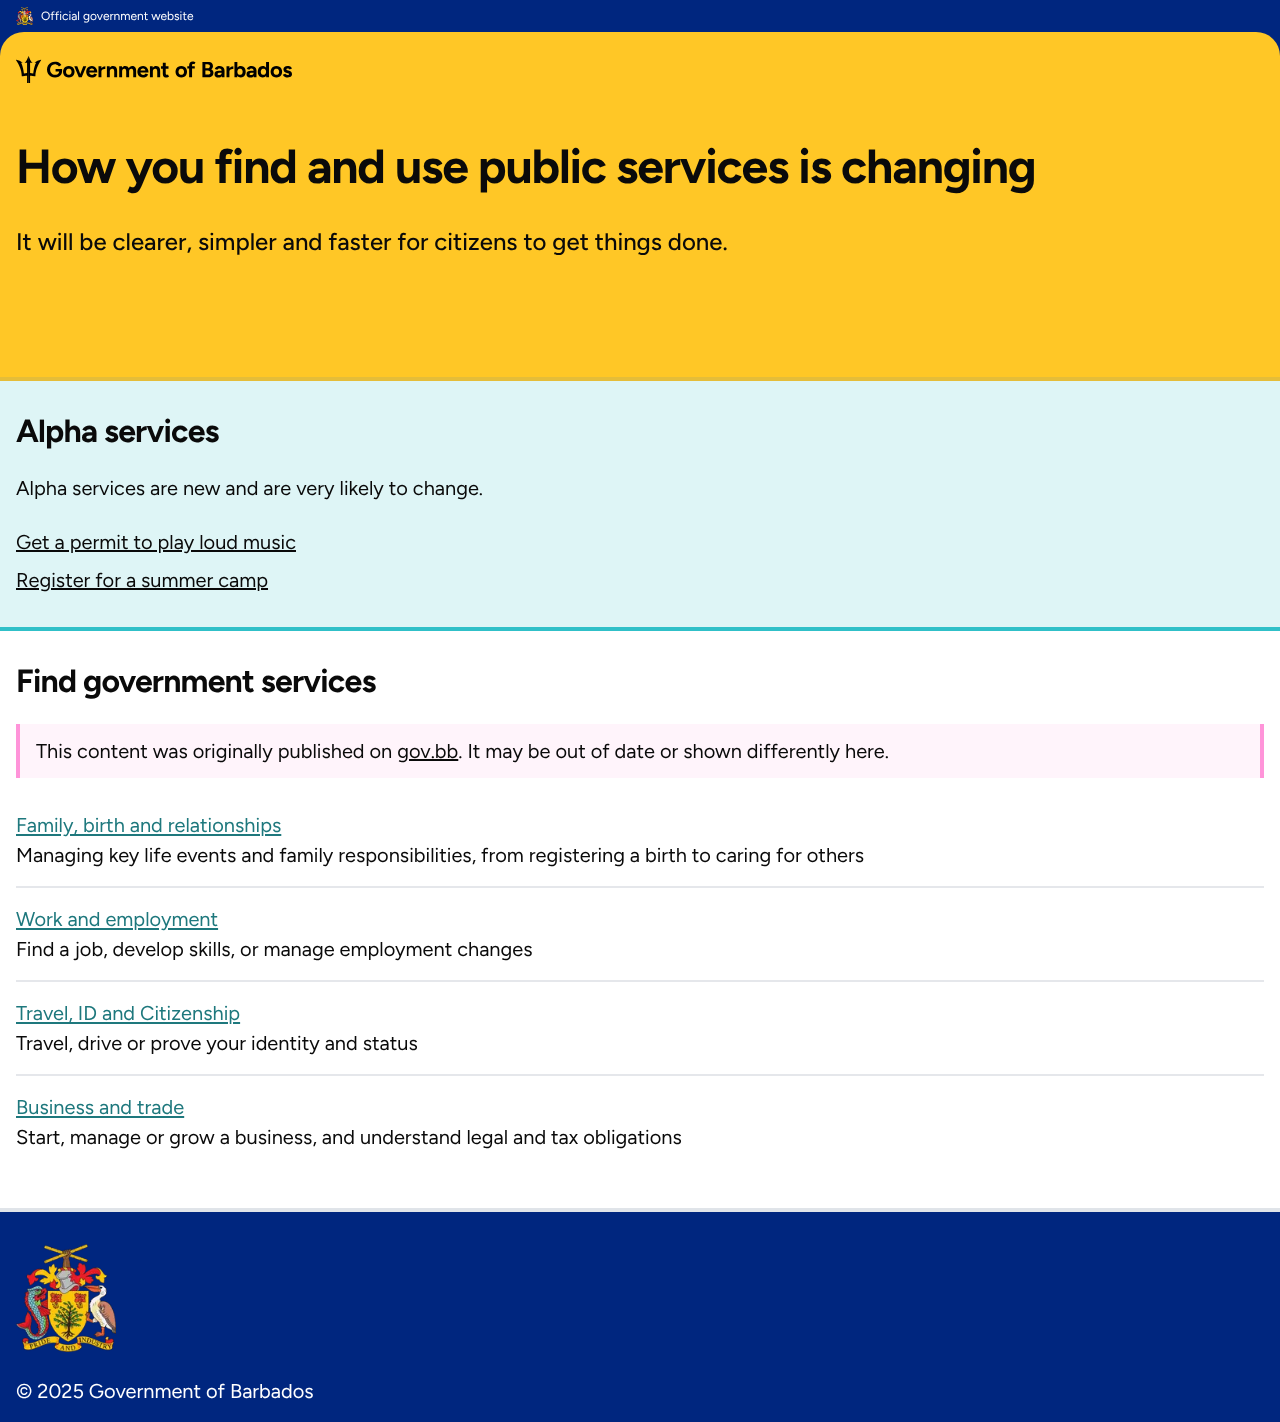 Official government website
Government of Barbados
How you find and use public services is changing
It will be clearer, simpler and faster for citizens to get things done.
Alpha services
Alpha services are new and are very likely to change.
Get a permit to play loud music
Register for a summer camp
Find government services
This content was originally published on gov.bb. It may be out of date or shown differently here.
Family, birth and relationships
Managing key life events and family responsibilities, from registering a birth to caring for others
Work and employment
Find a job, develop skills, or manage employment changes
Travel, ID and Citizenship
Travel, drive or prove your identity and status
Business and trade
Start, manage or grow a business, and understand legal and tax obligations
PRIDE AND INDUSTRY
© 2025 Government of Barbados